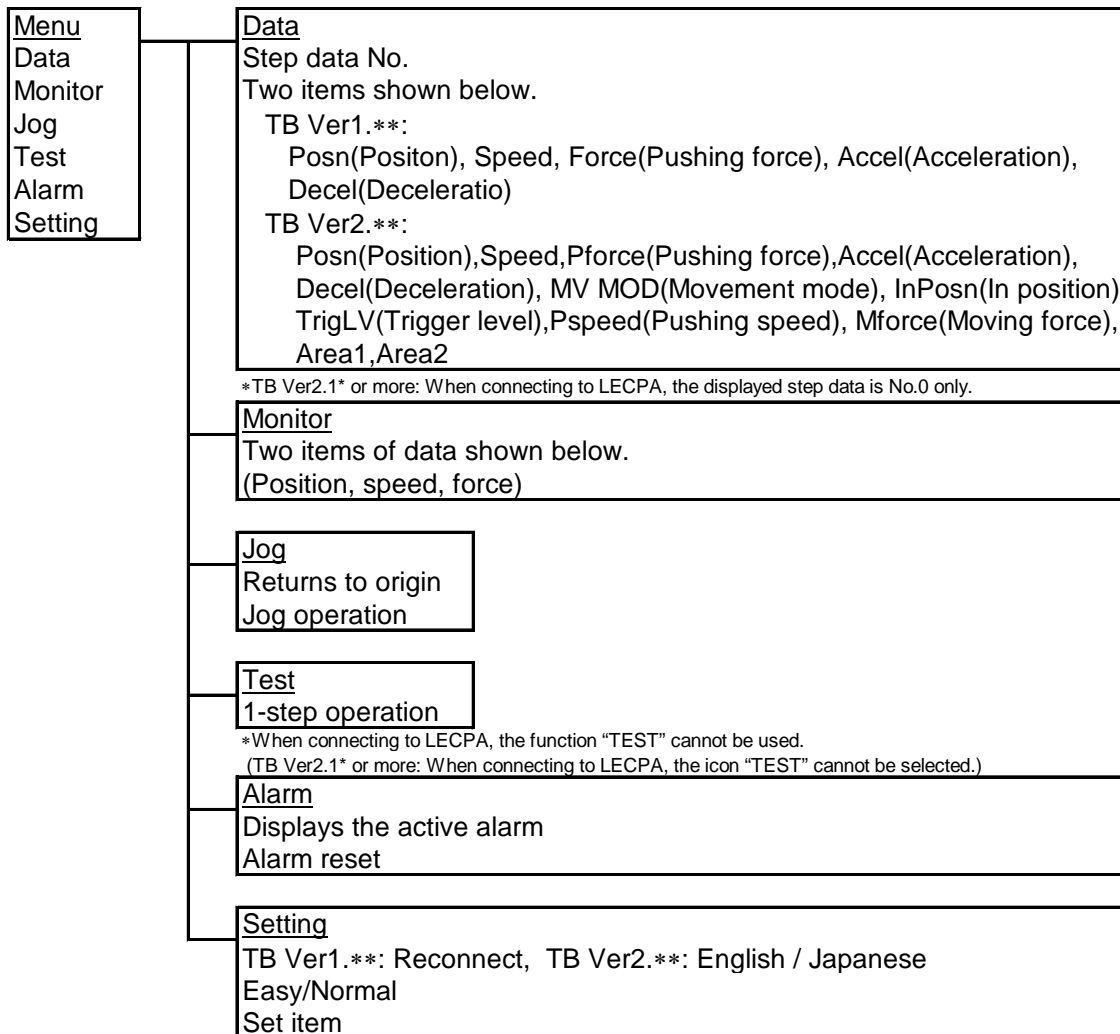 Menu
Data
Monitor
Jog
Test
Alarm
Setting
Data
Step data No.
Two items shown below.
TB Ver1.∗∗:
Posn(Positon), Speed, Force(Pushing force), Accel(Acceleration),
Decel(Deceleratio)
TB Ver2.∗∗:
Posn(Position),Speed,Pforce(Pushing force),Accel(Acceleration),
Decel(Deceleration), MV MOD(Movement mode), InPosn(In position)
TrigLV(Trigger level),Pspeed(Pushing speed), Mforce(Moving force),
Area1,Area2
∗TB Ver2.1* or more: When connecting to LECPA, the displayed step data is No.0 only.
Monitor
Two items of data shown below.
(Position, speed, force)
Jog
Returns to origin
Jog operation
Test
1-step operation
∗When connecting to LECPA, the function “TEST” cannot be used.
(TB Ver2.1* or more: When connecting to LECPA, the icon “TEST” cannot be selected.)
Alarm
Displays the active alarm
Alarm reset
Setting
TB Ver1.∗∗: Reconnect, TB Ver2.∗∗: English / Japanese
Easy/Normal
Set item